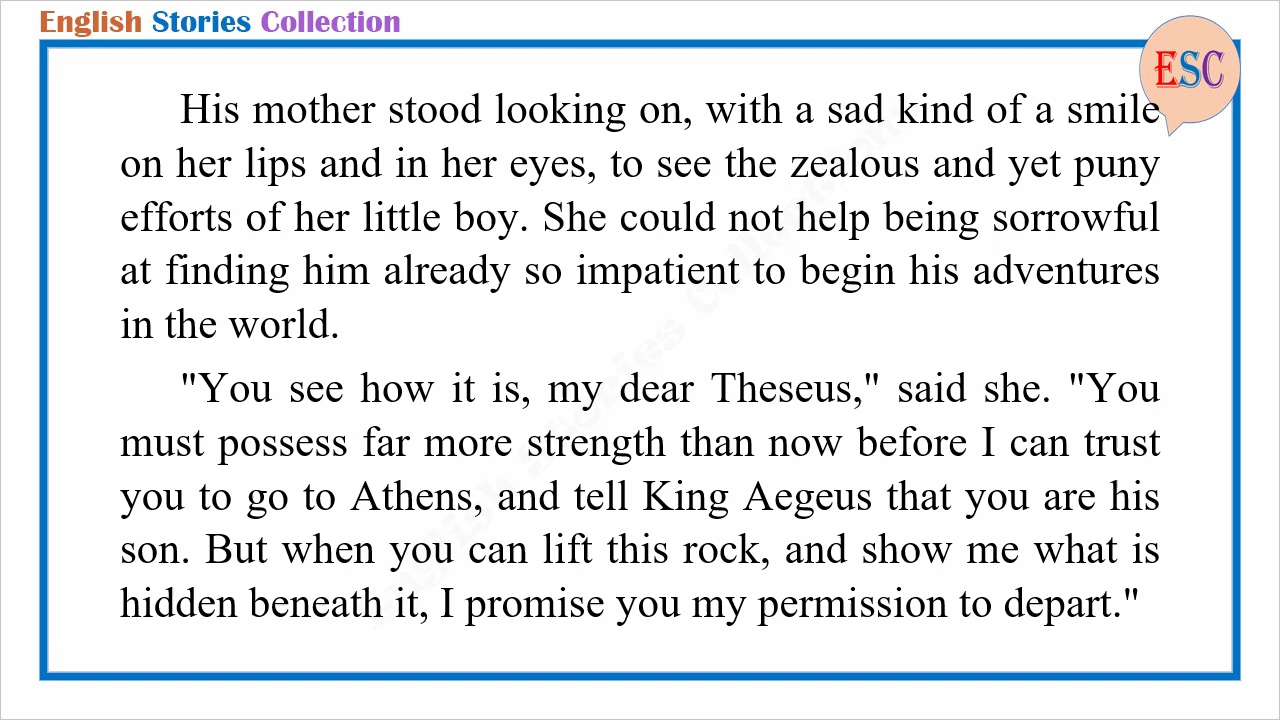 English Stories Collection
ESC
His mother stood looking on, with a sad kind of a smile
on her lips and in her eyes, to see the zealous and yet puny
efforts of her little boy. She could not help being sorrowful
at finding him already so impatient to begin his adventures
in the world.
"You see how it is, my dear Theseus," said she. "You
must possess far more strength than now before I can trust
you to go to Athens, and tell King Aegeus that you are his
son. But when you can lift this rock, and show me what is
hidden beneath it, I promise you my permission to depart."
English Stories Collections